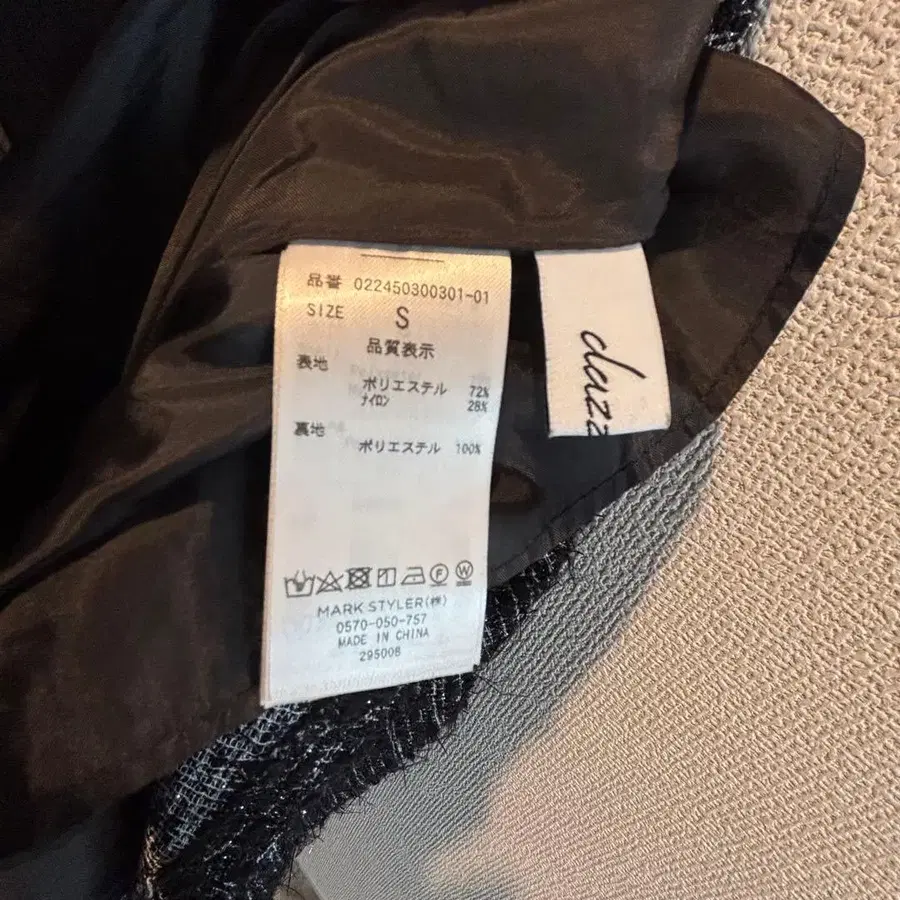 品番 022450300301-01
SIZE S
品質表示
表地
ポリエステル 72%
ナイロン 28%
裏地
ポリエステル 100%
MARK STYLER(株)
0570-050-757
MADE IN CHINA
295008
dazz